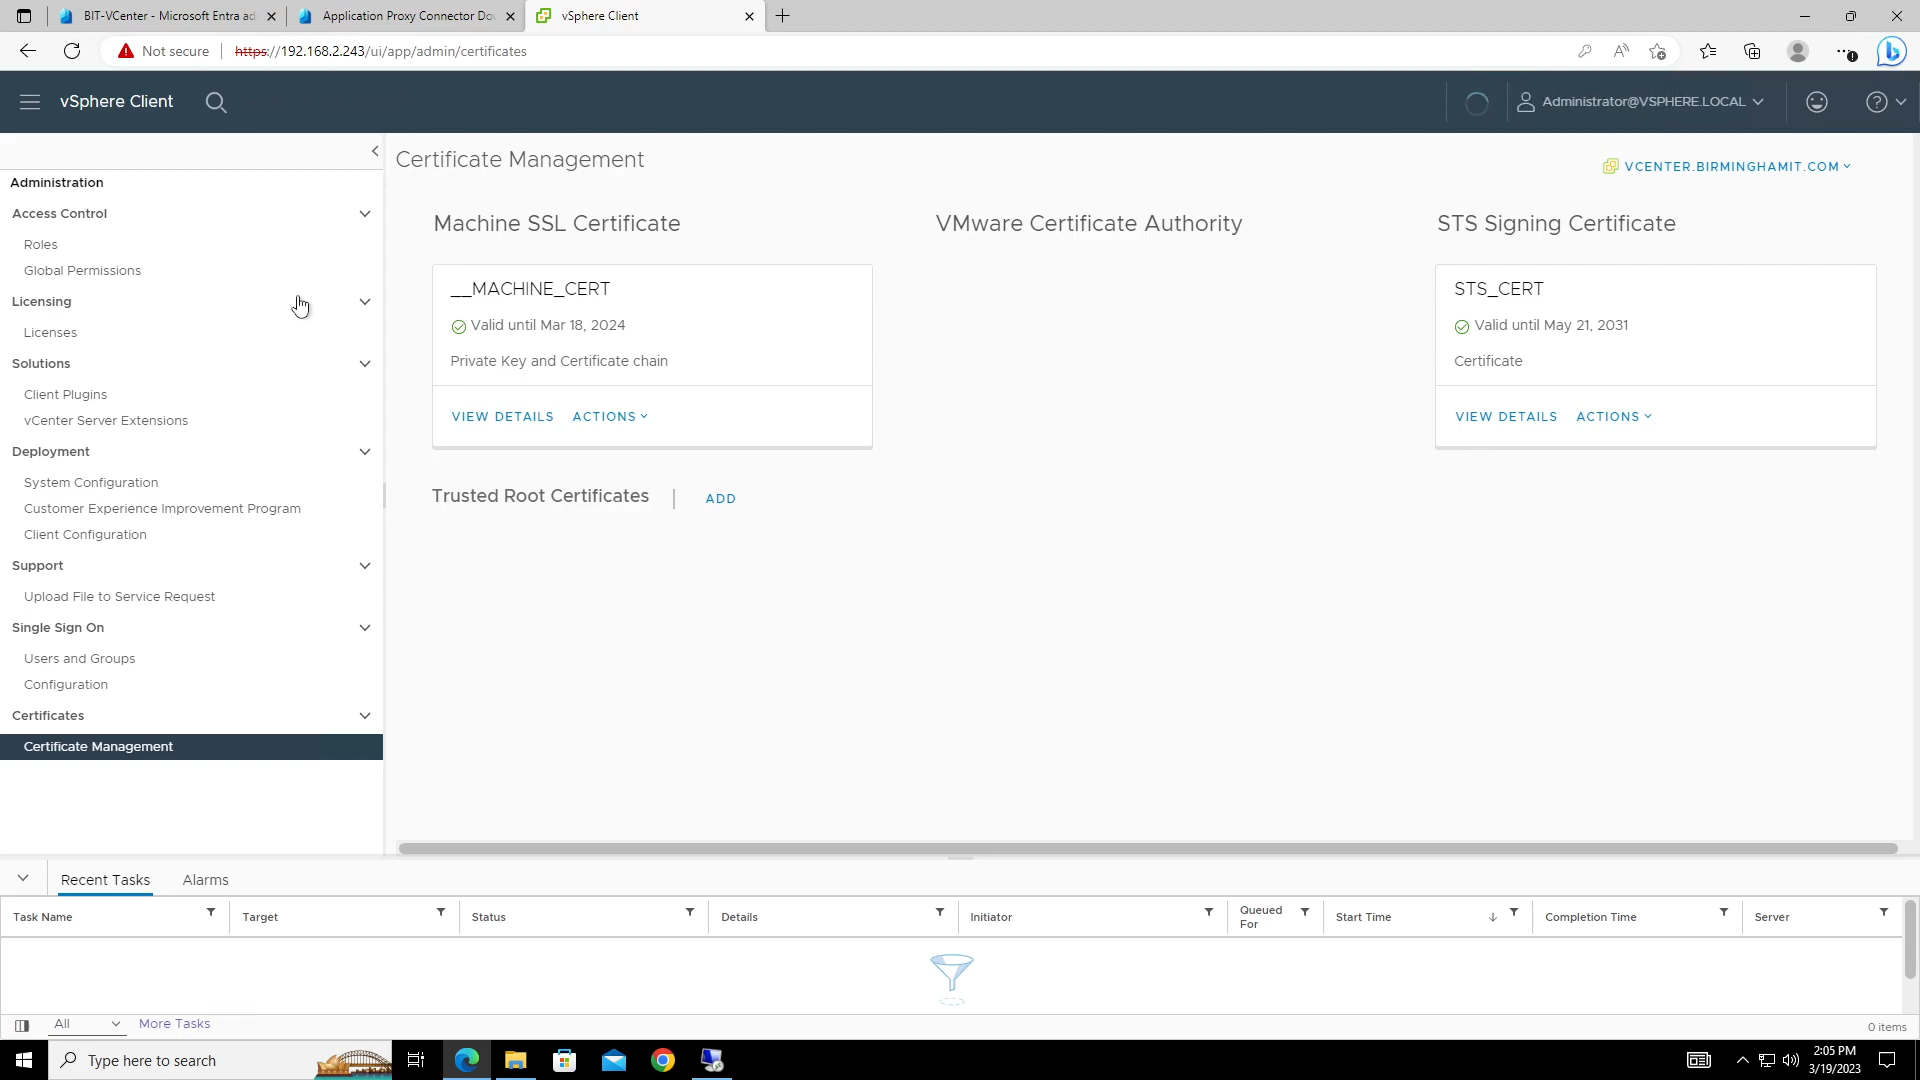 BIT-VCenter - Microsoft Entra ad
Application Proxy Connector Do
vSphere Client
Not secure
https://192.168.2.243/ui/app/admin/certificates
vSphere Client
Administrator@VSPHERE.LOCAL
Administration
Access Control
Roles
Global Permissions
Licensing
Licenses
Solutions
Client Plugins
vCenter Server Extensions
Deployment
System Configuration
Customer Experience Improvement Program
Client Configuration
Support
Upload File to Service Request
Single Sign On
Users and Groups
Configuration
Certificates
Certificate Management
Certificate Management
VCENTER.BIRMINGHAMIT.COM
Machine SSL Certificate
__MACHINE_CERT
Valid until Mar 18, 2024
Private Key and Certificate chain
VIEW DETAILS ACTIONS
VMware Certificate Authority
STS Signing Certificate
STS_CERT
Valid until May 21, 2031
Certificate
VIEW DETAILS ACTIONS
Trusted Root Certificates | ADD
Recent Tasks Alarms
Task Name Target Status Details Initiator Queued For Start Time Completion Time Server
All More Tasks
0 items
Type here to search
2:05 PM
3/19/2023